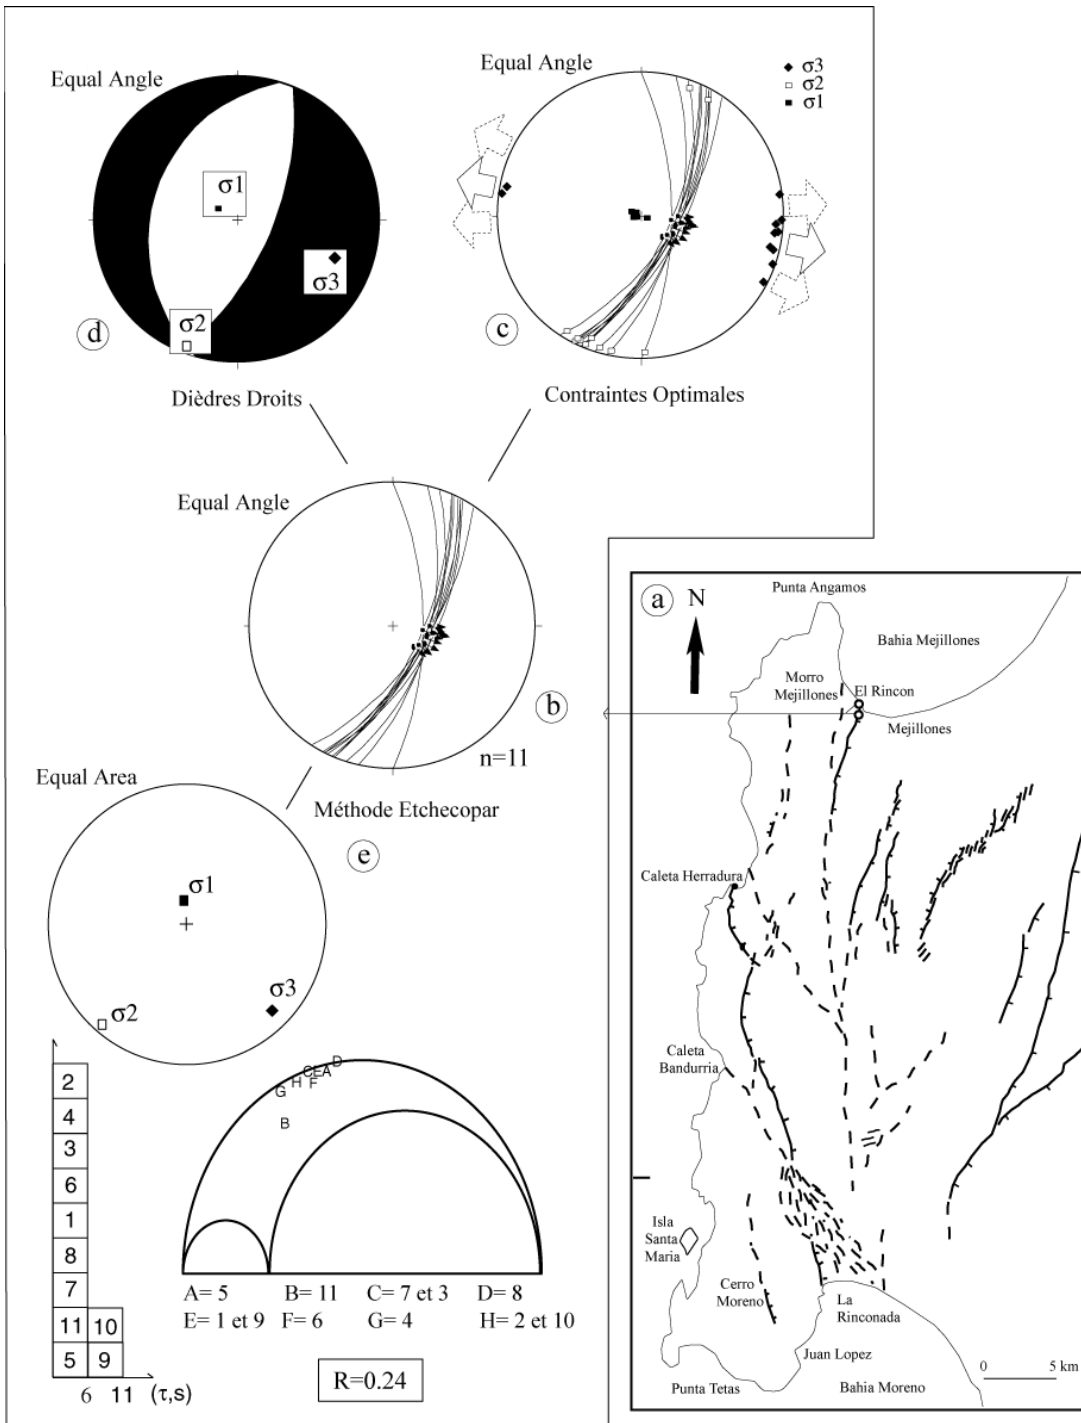 Equal Angle
σ1
σ3
σ2
d
Dièdres Droits
Equal Angle
σ3
σ2
σ1
c
Contraintes Optimales
Equal Angle
b
n=11
Méthode Etchecopar
Equal Area
e
σ1
σ2
σ3
2
4
3
6
1
8
7
11 10
5 9
6 11 (τ,s)
D
CEA
H F
G
B
A= 5 B= 11 C= 7 et 3 D= 8
E= 1 et 9 F= 6 G= 4 H= 2 et 10
R=0.24
a
N
Punta Angamos
Bahia Mejillones
Morro
Mejillones
El Rincon
Mejillones
Caleta Herradura
Caleta
Bandurria
Isla
Santa
Maria
Cerro
Moreno
La
Rinconada
Juan Lopez
Punta Tetas
Bahia Moreno
0 5 km